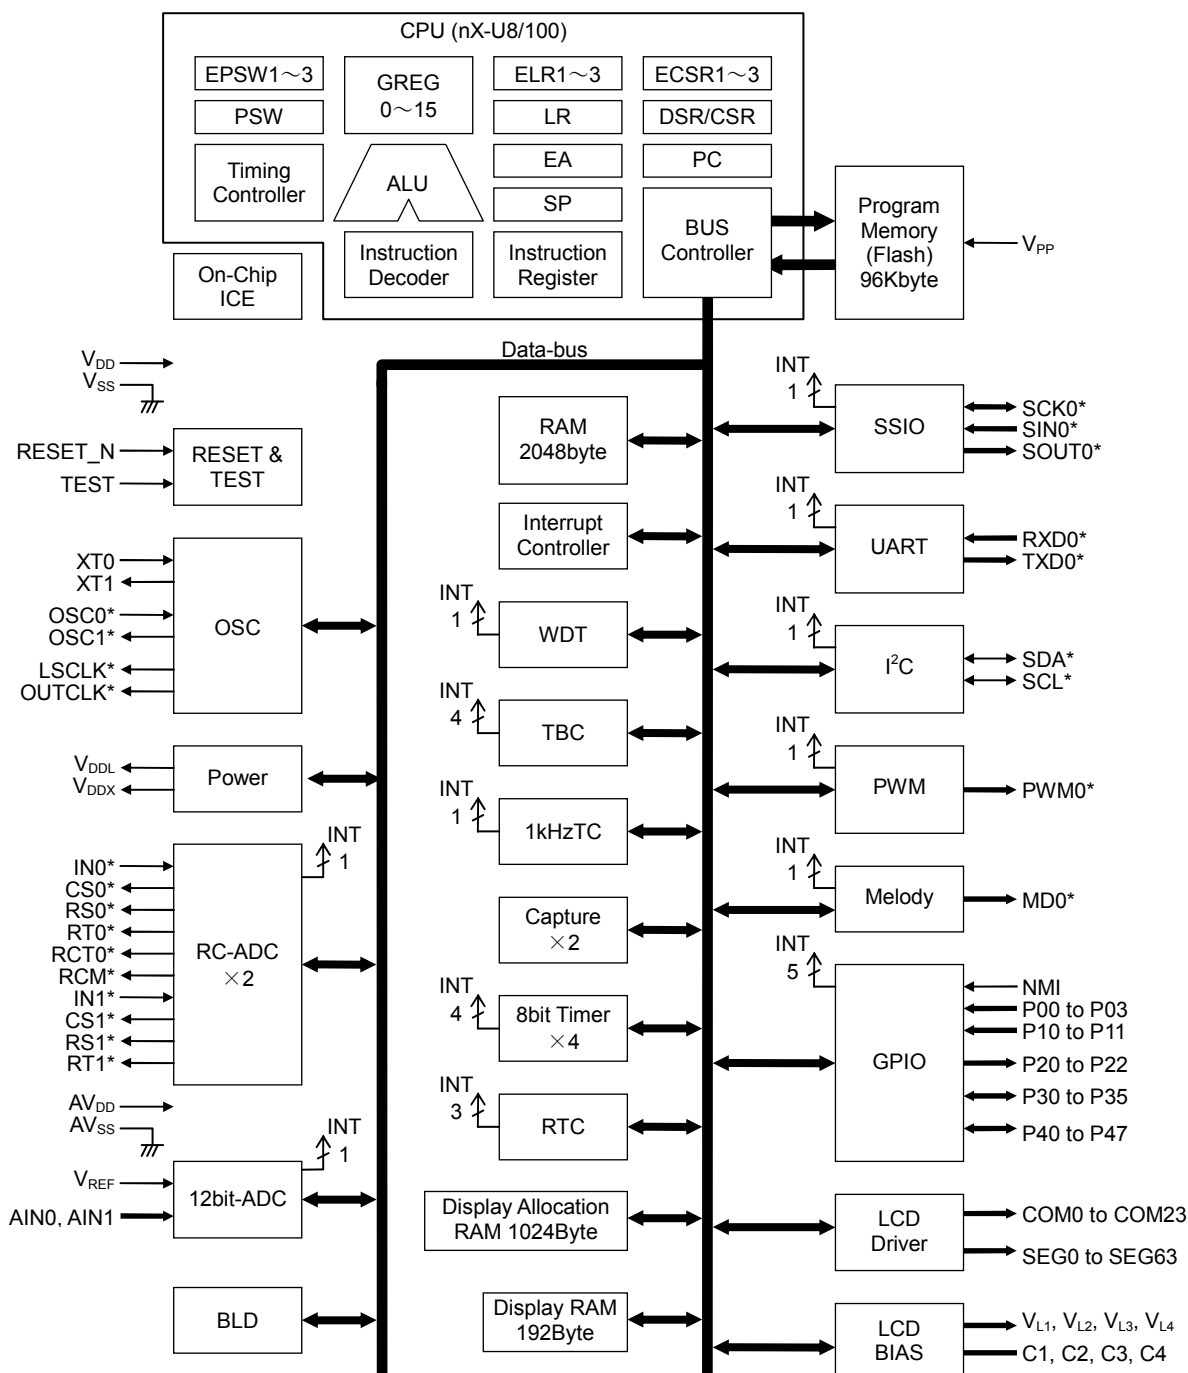 CPU (nX-U8/100)
EPSW1～3
GREG
0～15
ELR1～3
ECSR1～3
PSW
LR
DSR/CSR
Timing
Controller
ALU
EA
PC
SP
BUS
Controller
Instruction
Decoder
Instruction
Register
On-Chip
ICE
Program
Memory
(Flash)
96Kbyte
VPP
Data-bus
VDD
VSS
RESET_N
TEST
RESET &
TEST
XT0
XT1
OSC0*
OSC1*
LSCLK*
OUTCLK*
OSC
VDDL
VDDX
Power
INT
1
IN0*
CS0*
RS0*
RT0*
RCT0*
RCM*
IN1*
CS1*
RS1*
RT1*
RC-ADC
×2
AVDD
AVSS
INT
1
VREF
AIN0, AIN1
12bit-ADC
BLD
RAM
2048byte
Interrupt
Controller
INT
1
WDT
INT
4
TBC
INT
1
1kHzTC
Capture
×2
INT
4
8bit Timer
×4
INT
3
RTC
Display Allocation
RAM 1024Byte
Display RAM
192Byte
INT
1
SSIO
SCK0*
SIN0*
SOUT0*
INT
1
UART
RXD0*
TXD0*
INT
1
I²C
SDA*
SCL*
INT
1
PWM
PWM0*
INT
1
Melody
MD0*
INT
5
GPIO
NMI
P00 to P03
P10 to P11
P20 to P22
P30 to P35
P40 to P47
LCD
Driver
COM0 to COM23
SEG0 to SEG63
LCD
BIAS
VL1, VL2, VL3, VL4
C1, C2, C3, C4